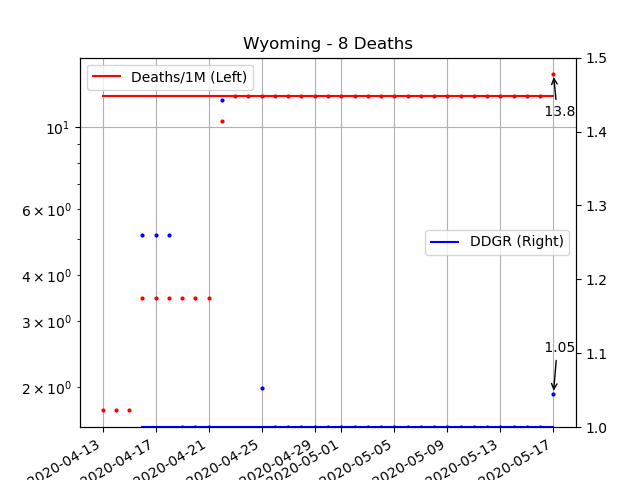 Wyoming - 8 Deaths
Deaths/1M (Left)
DDGR (Right)
13.8
1.05
10¹
6 × 10⁰
4 × 10⁰
3 × 10⁰
2 × 10⁰
1.5
1.4
1.3
1.2
1.1
1.0
2020-04-13
2020-04-17
2020-04-21
2020-04-25
2020-04-29
2020-05-01
2020-05-05
2020-05-09
2020-05-13
2020-05-17